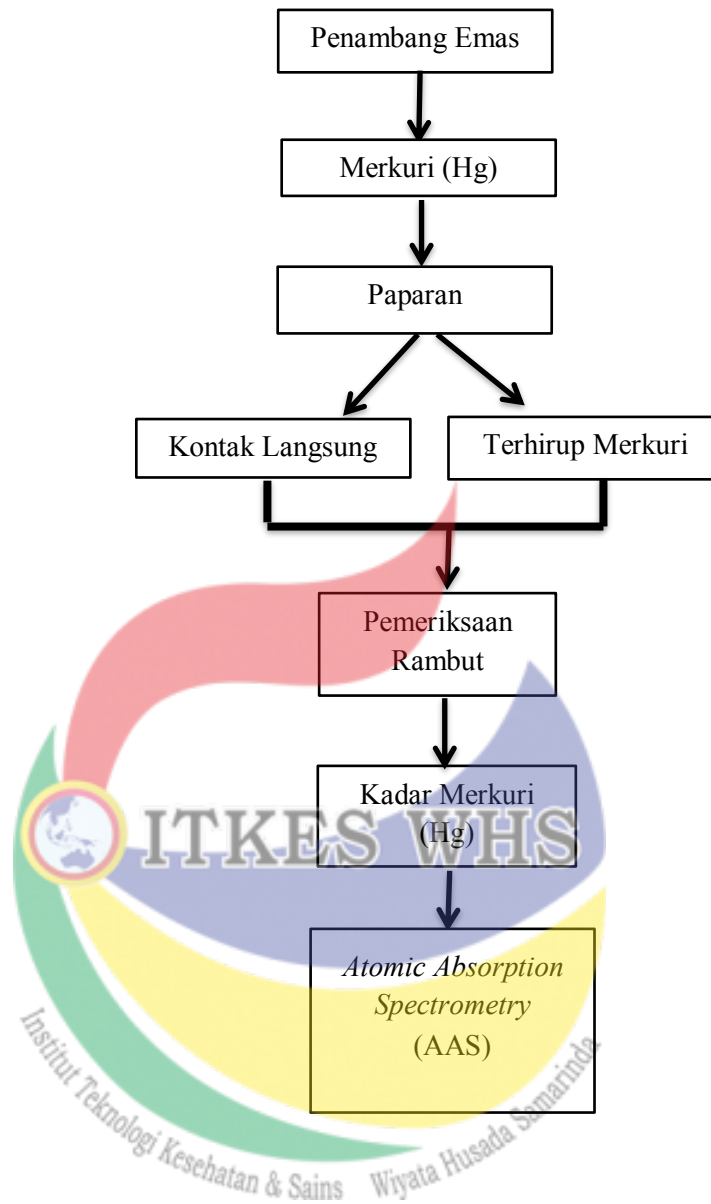 Penambang Emas
Merkuri (Hg)
Paparan
Kontak Langsung
Terhirup Merkuri
Pemeriksaan
Rambut
Kadar Merkuri
(Hg)
ITKES WHS
Atomic Absorption
Spectrometry
(AAS)
Institut Teknologi Kesehatan & Sains Wiyata Husada Samarinda